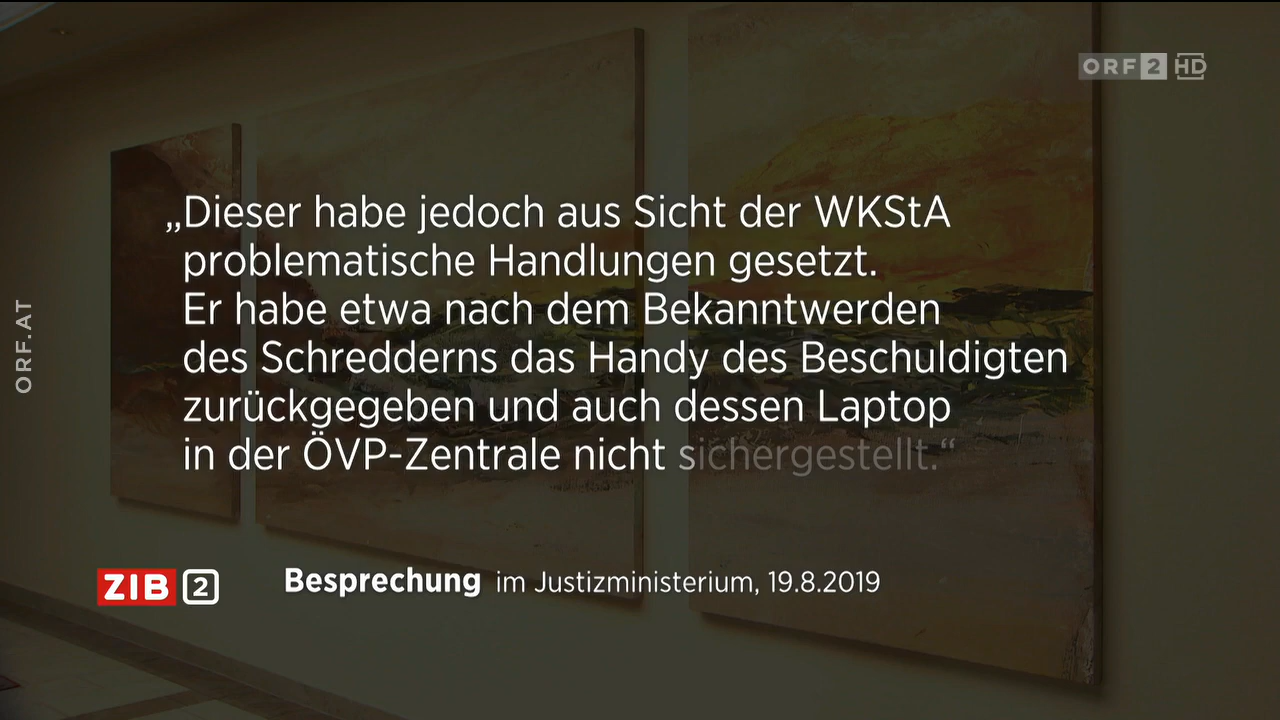 ORF 2 HD
„Dieser habe jedoch aus Sicht der WKStA
problematische Handlungen gesetzt.
Er habe etwa nach dem Bekanntwerden
des Schredderns das Handy des Beschuldigten
zurückgegeben und auch dessen Laptop
in der ÖVP-Zentrale nicht sichergestellt.“
ORF.AT
ZIB 2
Besprechung im Justizministerium, 19.8.2019